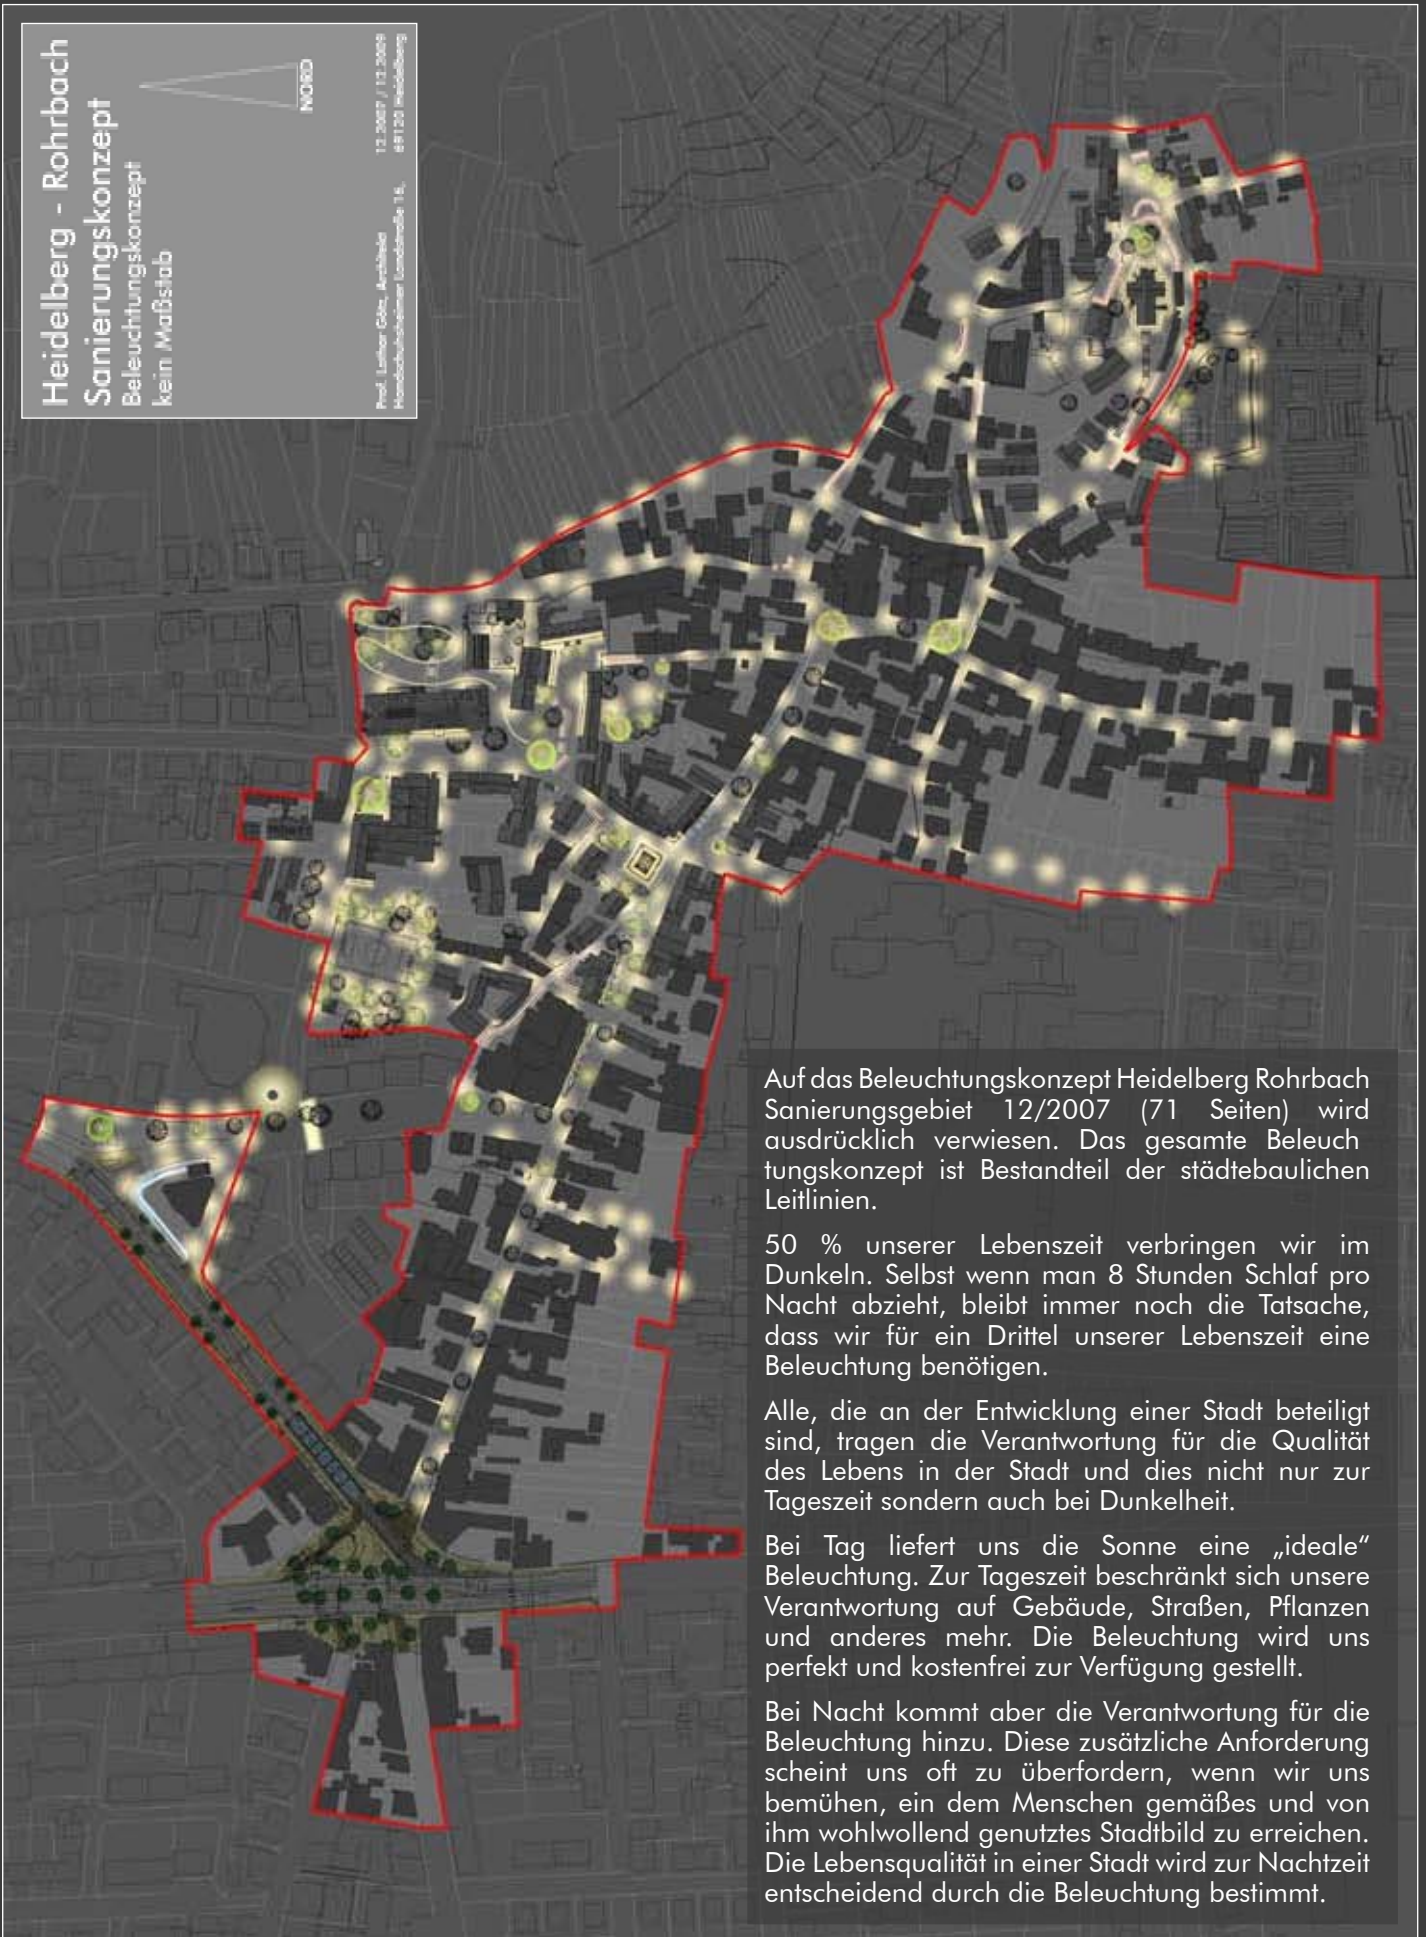 Heidelberg - Rohrbach
Sanierungskonzept
Beleuchtungskonzept
kein Maßstab
NORD
Prof. Lothar Götz, Architekt 12.2007 / 12.2009
Handschuhsheimer Landstraße 16, 69120 Heidelberg
Auf das Beleuchtungskonzept Heidelberg Rohrbach
Sanierungsgebiet 12/2007 (71 Seiten) wird
ausdrücklich verwiesen. Das gesamte Beleuch
tungskonzept ist Bestandteil der städtebaulichen
Leitlinien.
50 % unserer Lebenszeit verbringen wir im
Dunkeln. Selbst wenn man 8 Stunden Schlaf pro
Nacht abzieht, bleibt immer noch die Tatsache,
dass wir für ein Drittel unserer Lebenszeit eine
Beleuchtung benötigen.
Alle, die an der Entwicklung einer Stadt beteiligt
sind, tragen die Verantwortung für die Qualität
des Lebens in der Stadt und dies nicht nur zur
Tageszeit sondern auch bei Dunkelheit.
Bei Tag liefert uns die Sonne eine „ideale“
Beleuchtung. Zur Tageszeit beschränkt sich unsere
Verantwortung auf Gebäude, Straßen, Pflanzen
und anderes mehr. Die Beleuchtung wird uns
perfekt und kostenfrei zur Verfügung gestellt.
Bei Nacht kommt aber die Verantwortung für die
Beleuchtung hinzu. Diese zusätzliche Anforderung
scheint uns oft zu überfordern, wenn wir uns
bemühen, ein dem Menschen gemäßes und von
ihm wohlwollend genutztes Stadtbild zu erreichen.
Die Lebensqualität in einer Stadt wird zur Nachtzeit
entscheidend durch die Beleuchtung bestimmt.